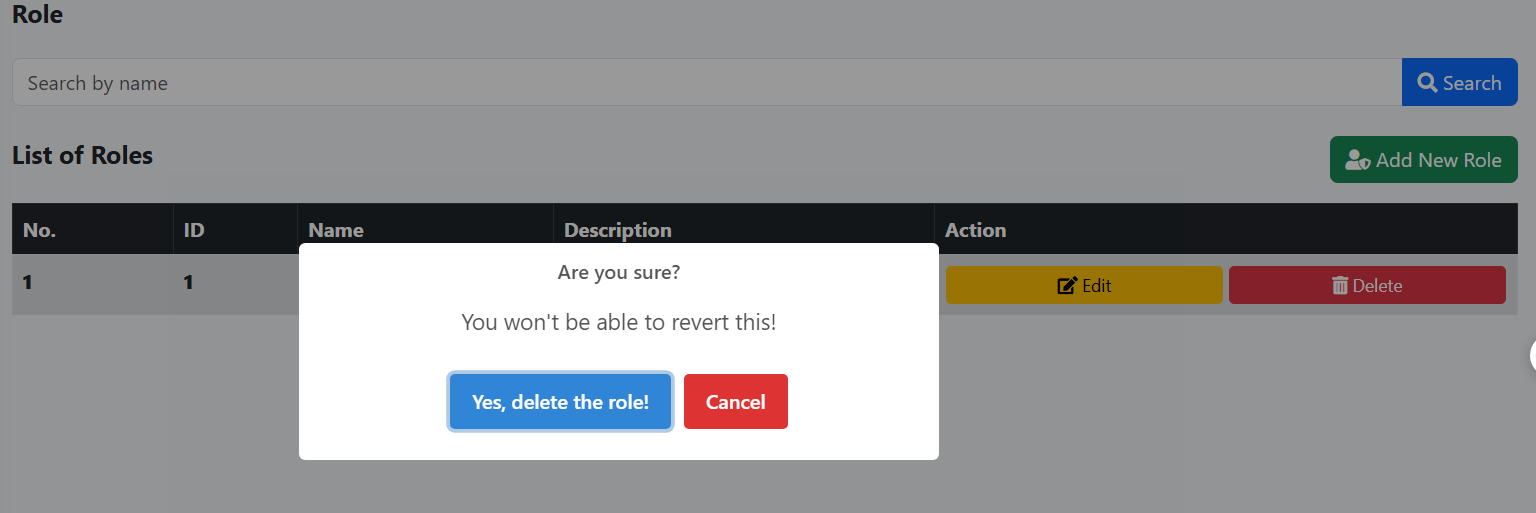 Role
Search by name
Search
List of Roles
Add New Role
No. ID Name Description Action
1 1 Edit Delete
Are you sure?
You won't be able to revert this!
Yes, delete the role! Cancel